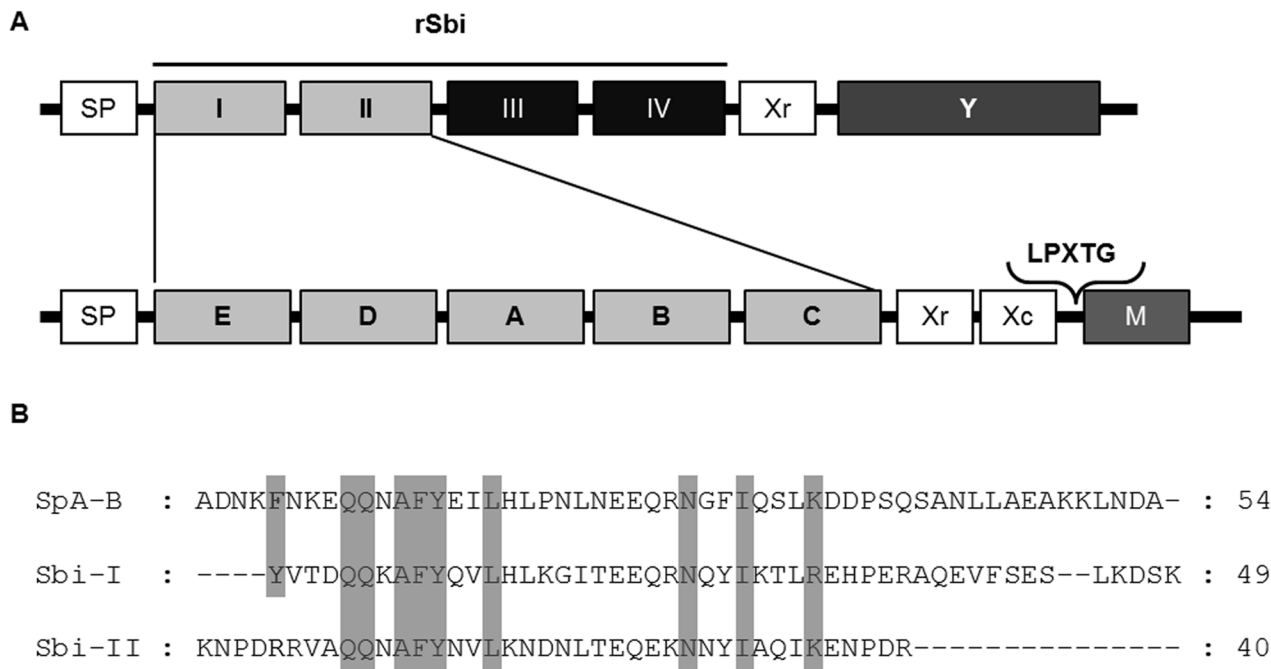 A
rSbi
SP I II III IV Xr Y
LPXTG
SP E D A B C Xr Xc M
B
SpA-B : ADNKFNKEQQNAFYEILHLPNLNEEQRNGFIQSLKDDPSQSANLLAEAKKLNDA- : 54
Sbi-I : ----YVTDQQKAFYQVLHLKGITEEQRNQYIKTLREHPERAQEVFSES--LKDSK : 49
Sbi-II : KNPDRRVAQQNAFYNVLKNDNLTEQEKNNYIAQIKENPDR--------------- : 40